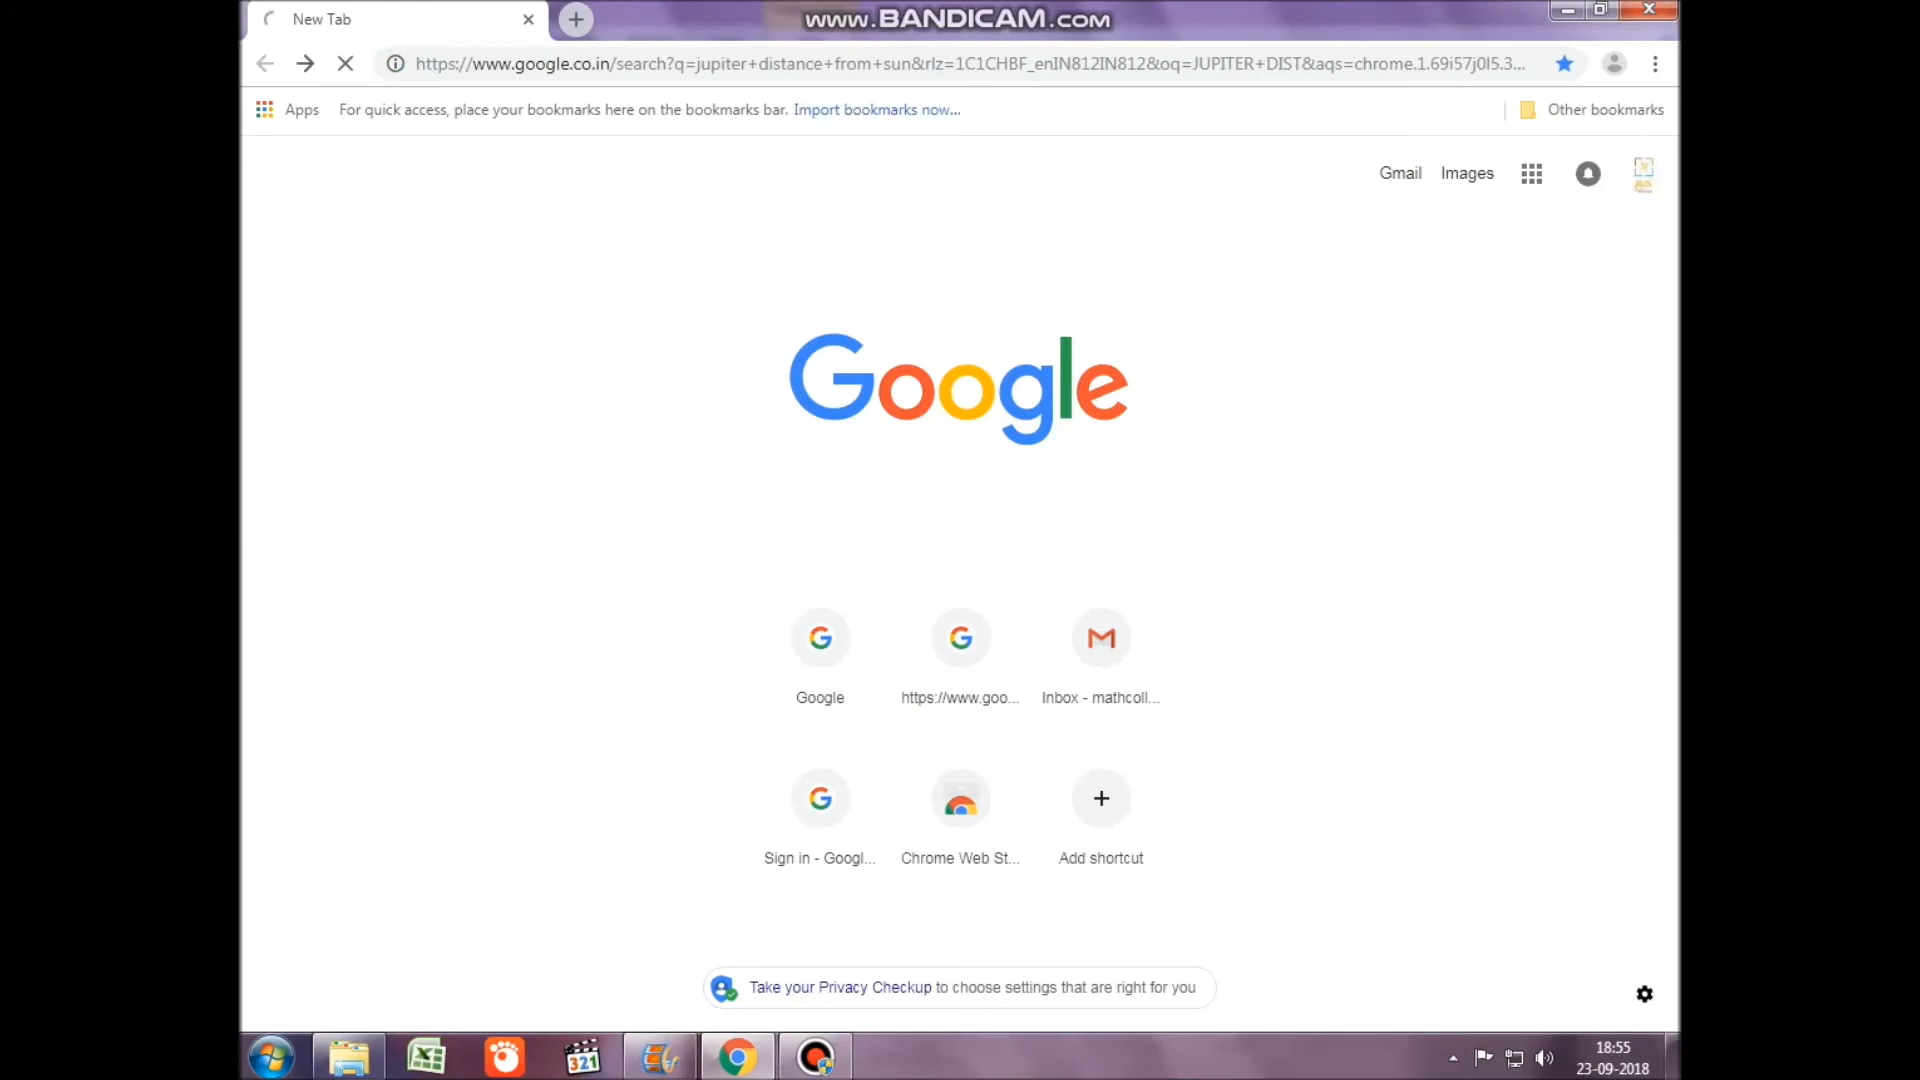 New Tab
www.BANDICAM.com
https://www.google.co.in/search?q=jupiter+distance+from+sun&rlz=1C1CHBF_enIN812IN812&oq=JUPITER+DIST&aqs=chrome.1.69i57j0l5.3...
Apps For quick access, place your bookmarks here on the bookmarks bar. Import bookmarks now... Other bookmarks
Gmail Images
Google
Google https://www.goo... Inbox - mathcoll...
Sign in - Googl... Chrome Web St... Add shortcut
Take your Privacy Checkup to choose settings that are right for you
321
18:55
23-09-2018